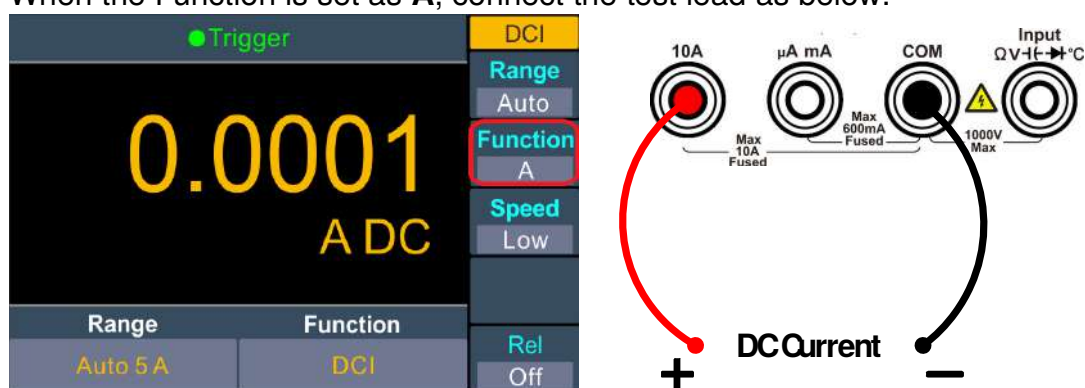 When the Function is set as A, connect the test lead as below:
Trigger
DCI
Range
Auto
Function
A
Speed
Low
0.0001
A DC
Range
Function
Auto 5 A
DCI
Rel
Off
10A
µA mA
COM
Input
ΩV⊣⊢➔⊢°C
Max
600mA
Fused
Max
10A
Fused
1000V
Max
DC Current
+
−